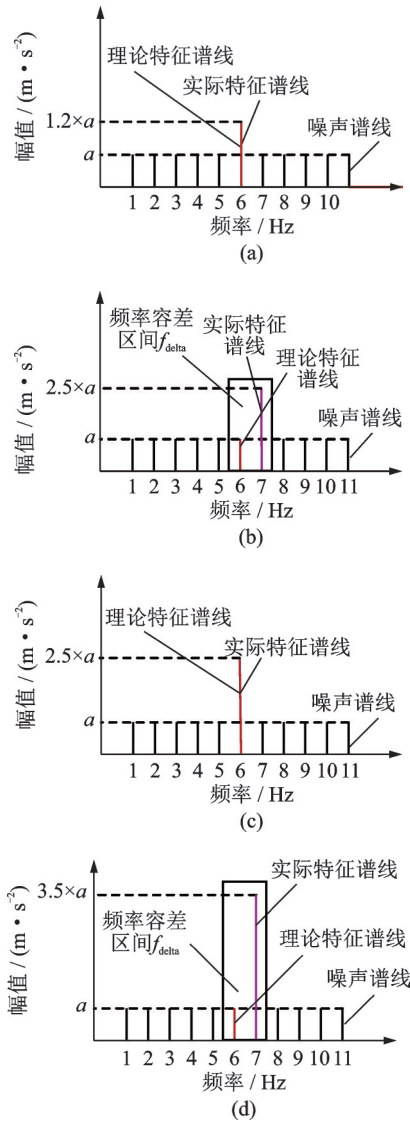 幅值 / (m·s⁻²)
理论特征谱线
实际特征谱线
1.2×a
噪声谱线
a
1 2 3 4 5 6 7 8 9 10
频率 / Hz
(a)
幅值 / (m·s⁻²)
频率容差
区间f_delta
实际特征
谱线
理论特征
谱线
2.5×a
噪声谱线
a
1 2 3 4 5 6 7 8 9 10 11
频率 / Hz
(b)
幅值 / (m·s⁻²)
理论特征谱线
实际特征谱线
2.5×a
噪声谱线
a
1 2 3 4 5 6 7 8 9 10 11
频率 / Hz
(c)
幅值 / (m·s⁻²)
3.5×a
实际特征谱线
频率容差
区间f_delta
理论特征谱线
噪声谱线
a
1 2 3 4 5 6 7 8 9 10 11
频率 / Hz
(d)